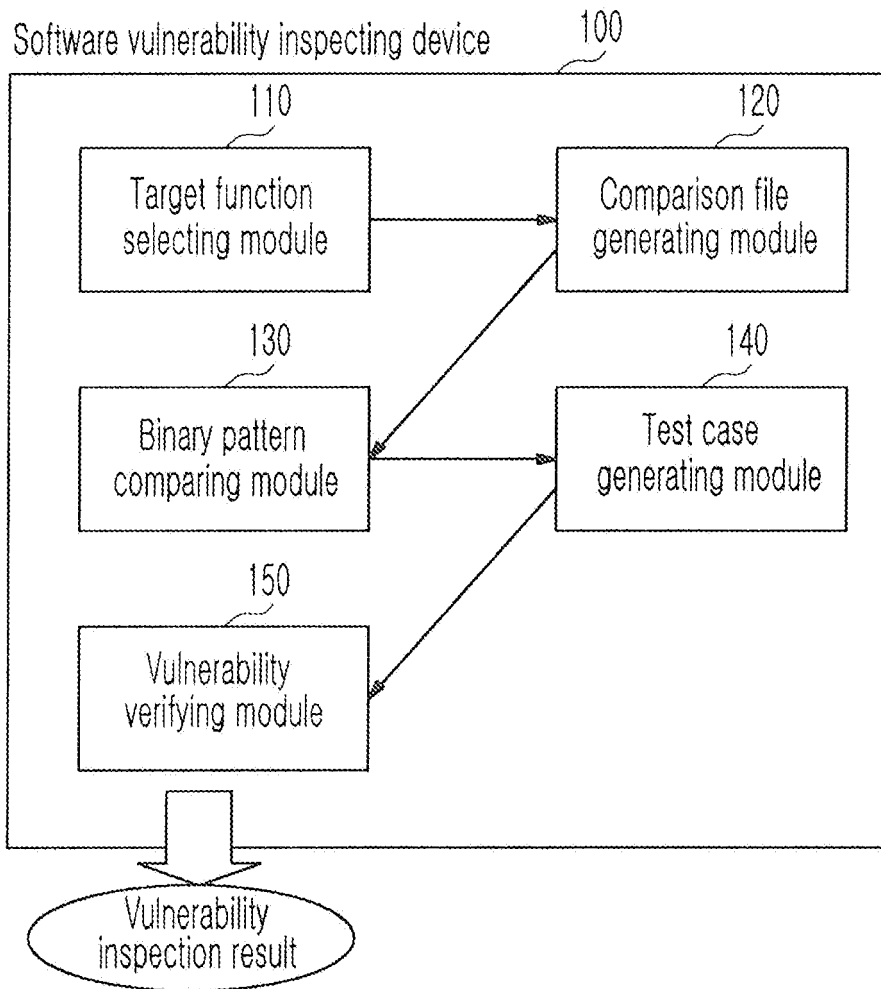 Software vulnerability inspecting device
100
110
120
Target function
selecting module
Comparison file
generating module
130
140
Binary pattern
comparing module
Test case
generating module
150
Vulnerability
verifying module
Vulnerability
inspection result